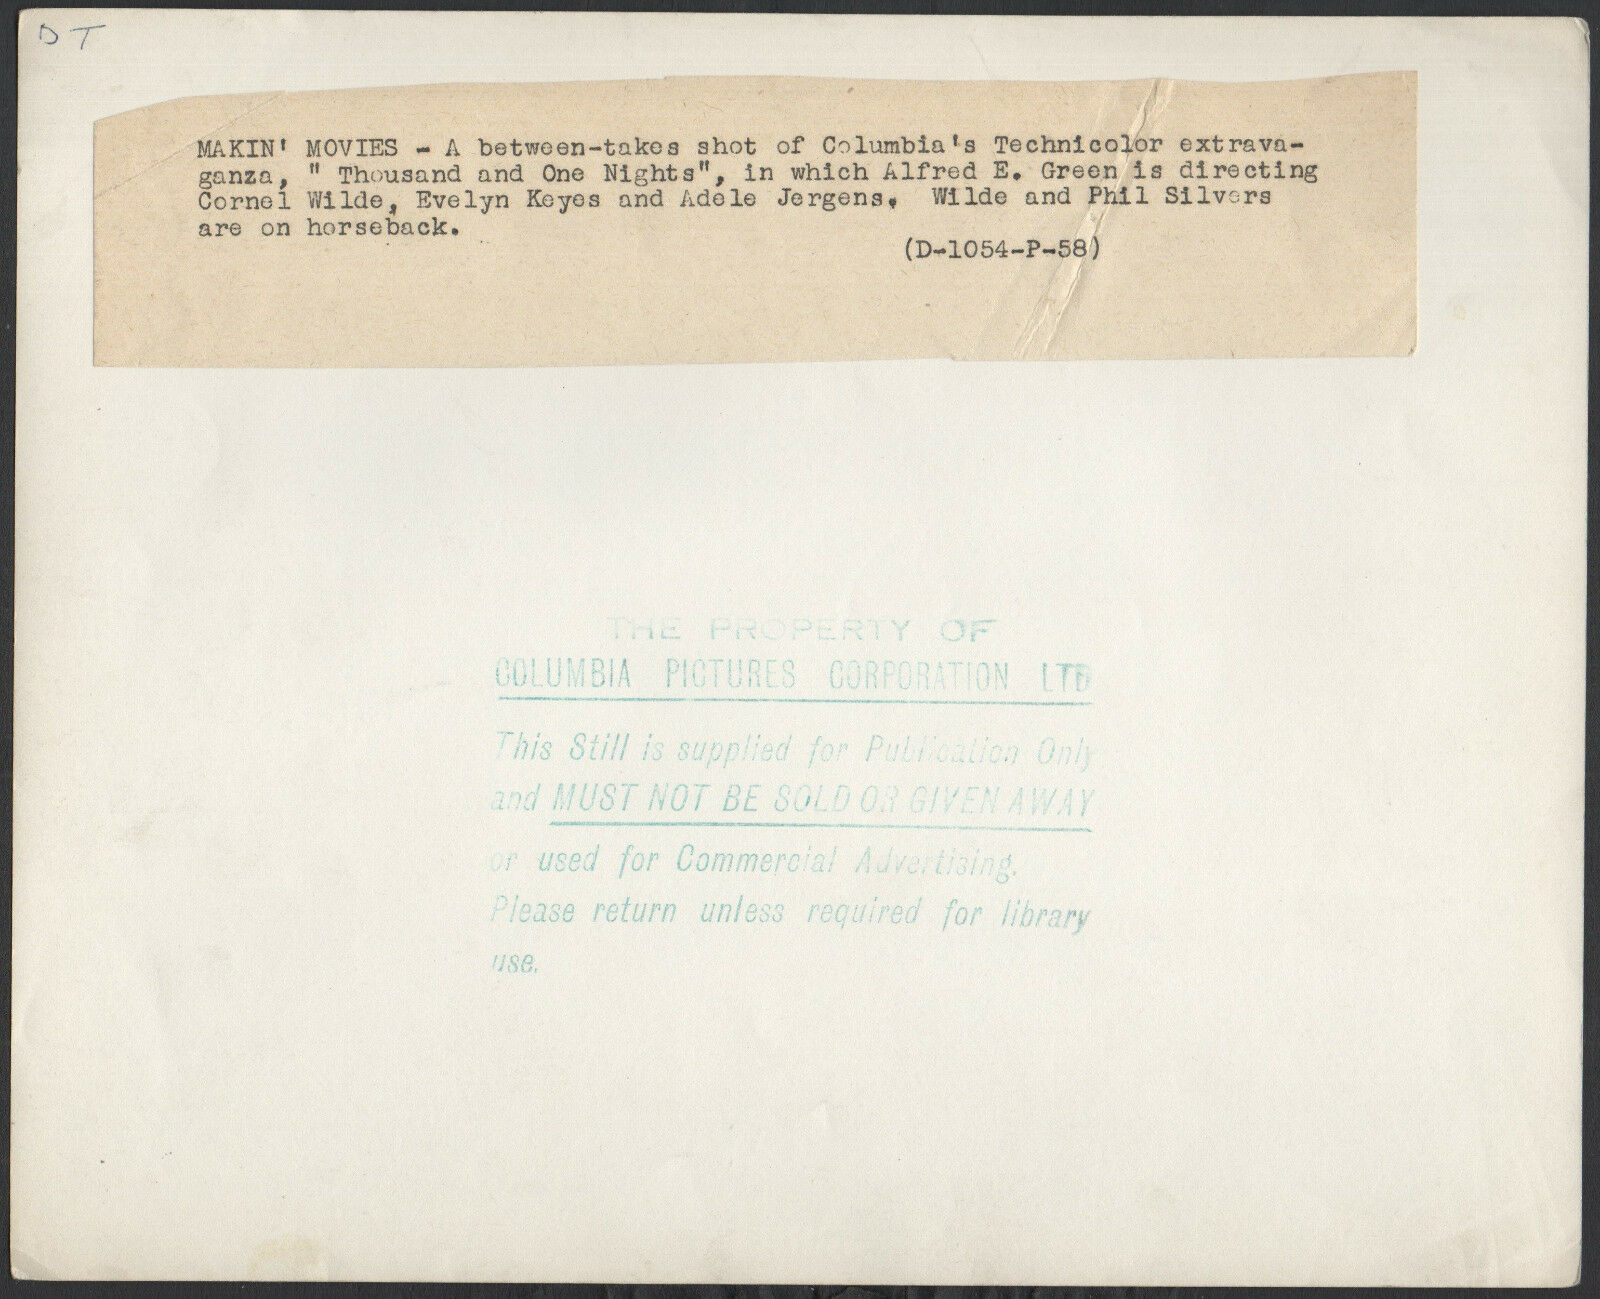 DT
MAKIN' MOVIES - A between-takes shot of Columbia's Technicolor extrava-
ganza, " Thousand and One Nights", in which Alfred E. Green is directing
Cornel Wilde, Evelyn Keyes and Adele Jergens. Wilde and Phil Silvers
are on horseback.
(D-1054-P-58)
THE PROPERTY OF
COLUMBIA PICTURES CORPORATION LTD
This Still is supplied for Publication Only
and MUST NOT BE SOLD OR GIVEN AWAY
or used for Commercial Advertising.
Please return unless required for library
use.